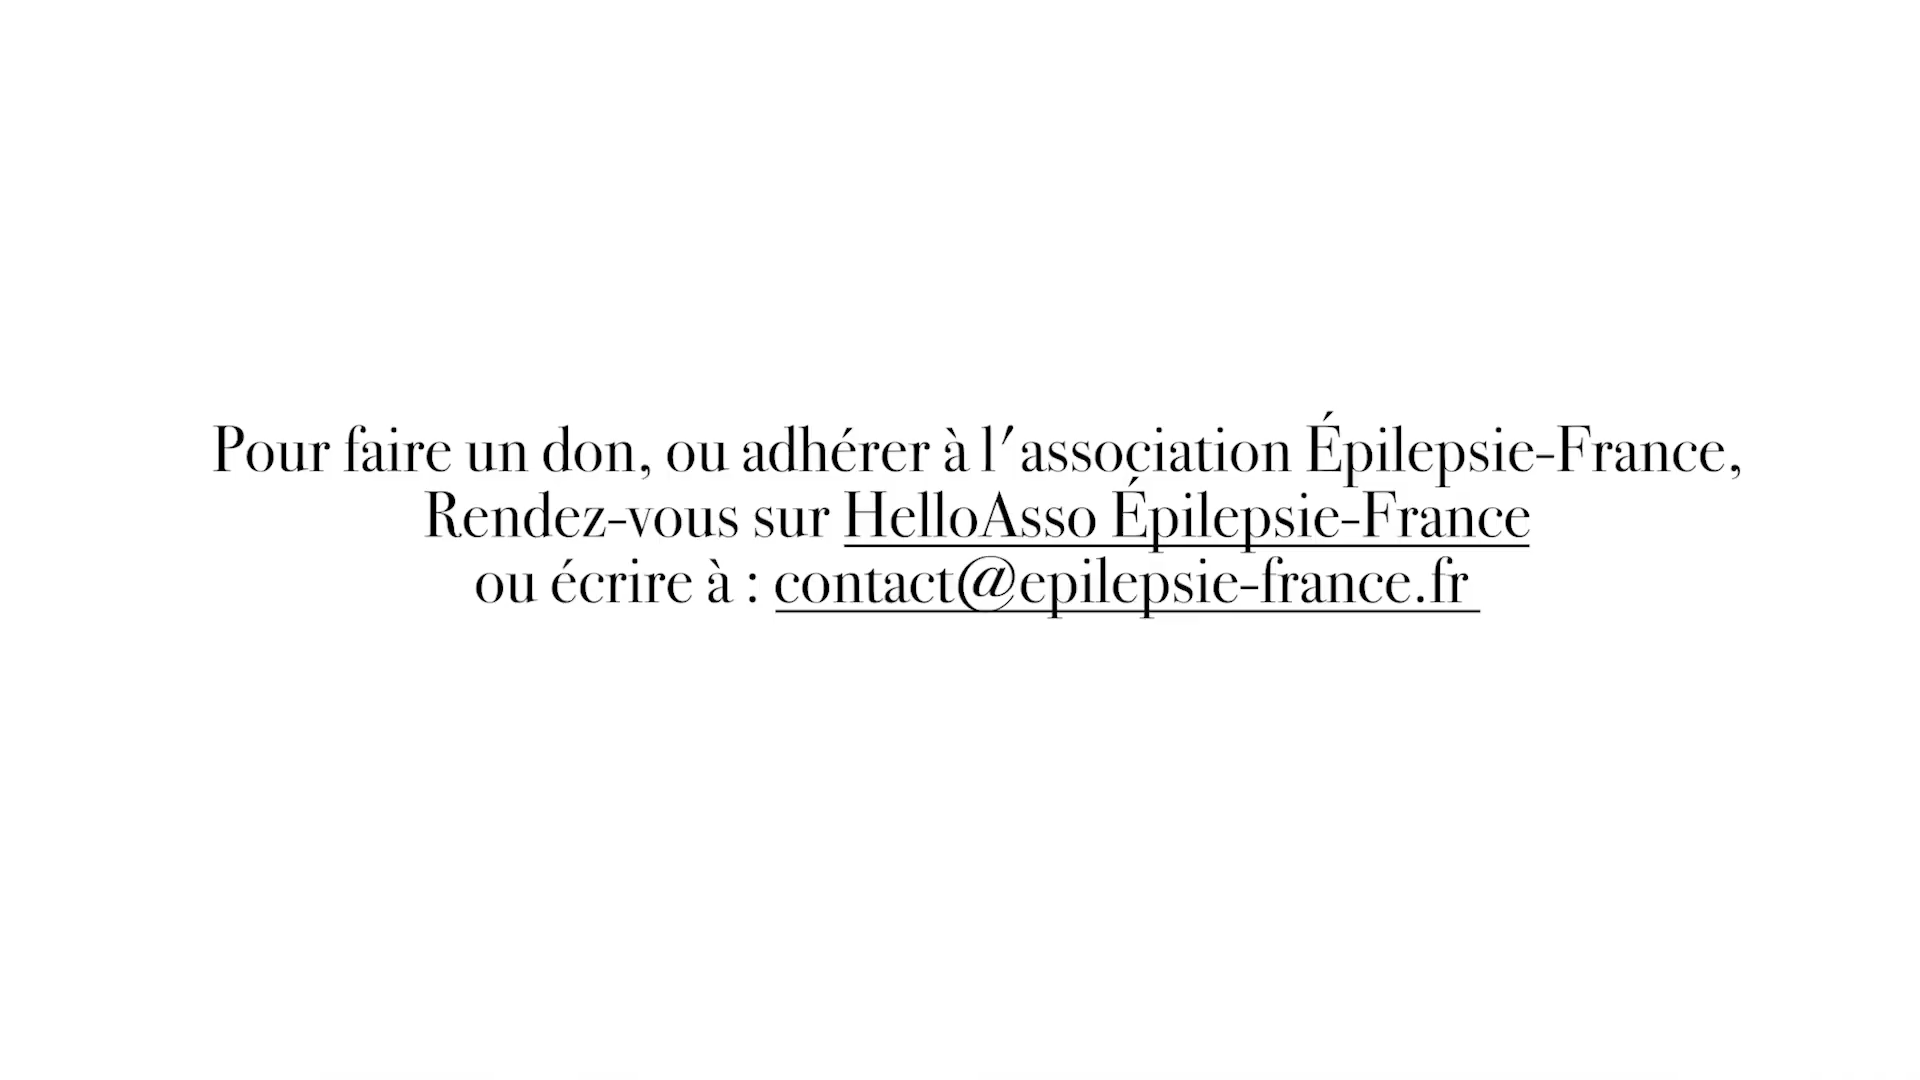 Pour faire un don, ou adhérer à l'association Épilepsie-France,
Rendez-vous sur HelloAsso Épilepsie-France
ou écrire à : contact@epilepsie-france.fr